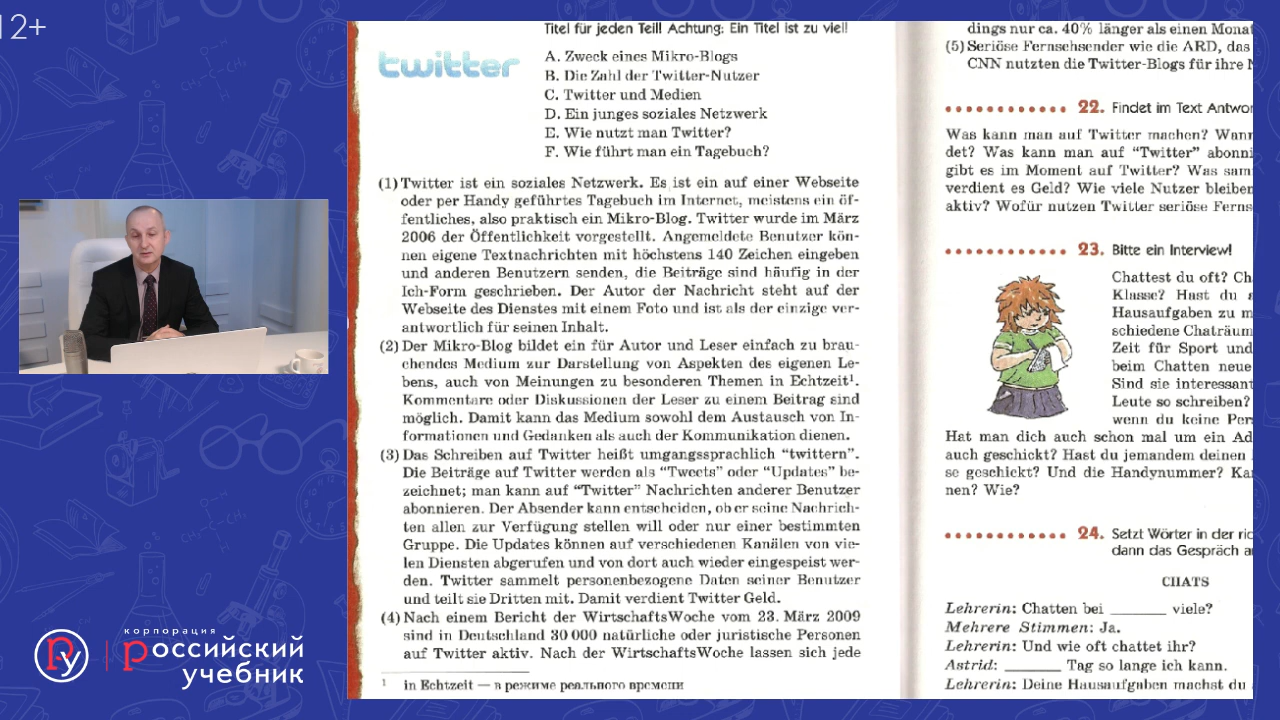 12+
Titel für jeden Teil! Achtung: Ein Titel ist zu viel!
twitter
A. Zweck eines Mikro-Blogs
B. Die Zahl der Twitter-Nutzer
C. Twitter und Medien
D. Ein junges soziales Netzwerk
E. Wie nutzt man Twitter?
F. Wie führt man ein Tagebuch?
(1) Twitter ist ein soziales Netzwerk. Es ist ein auf einer Webseite
oder per Handy geführtes Tagebuch im Internet, meistens ein öf-
fentliches, also praktisch ein Mikro-Blog. Twitter wurde im März
2006 der Öffentlichkeit vorgestellt. Angemeldete Benutzer kön-
nen eigene Textnachrichten mit höchstens 140 Zeichen eingeben
und anderen Benutzern senden, die Beiträge sind häufig in der
Ich-Form geschrieben. Der Autor der Nachricht steht auf der
Webseite des Dienstes mit einem Foto und ist als der einzige ver-
antwortlich für seinen Inhalt.
(2) Der Mikro-Blog bildet ein für Autor und Leser einfach zu brau-
chendes Medium zur Darstellung von Aspekten des eigenen Le-
bens, auch von Meinungen zu besonderen Themen in Echtzeit¹.
Kommentare oder Diskussionen der Leser zu einem Beitrag sind
möglich. Damit kann das Medium sowohl dem Austausch von In-
formationen und Gedanken als auch der Kommunikation dienen.
(3) Das Schreiben auf Twitter heißt umgangssprachlich “twittern”.
Die Beiträge auf Twitter werden als “Tweets” oder “Updates” be-
zeichnet; man kann auf “Twitter” Nachrichten anderer Benutzer
abonnieren. Der Absender kann entscheiden, ob er seine Nachrich-
ten allen zur Verfügung stellen will oder nur einer bestimmten
Gruppe. Die Updates können auf verschiedenen Kanälen von vie-
len Diensten abgerufen und von dort auch wieder eingespeist wer-
den. Twitter sammelt personenbezogene Daten seiner Benutzer
und teilt sie Dritten mit. Damit verdient Twitter Geld.
(4) Nach einem Bericht der WirtschaftsWoche vom 23. März 2009
sind in Deutschland 30 000 natürliche oder juristische Personen
auf Twitter aktiv. Nach der WirtschaftsWoche lassen sich jede
¹ in Echtzeit — в режиме реального времени
dings nur ca. 40% länger als einen Monat
(5) Seriöse Fernsehsender wie die ARD, das
CNN nutzten die Twitter-Blogs für ihre
22. Findet im Text Antwor
Was kann man auf Twitter machen? Wann
det? Was kann man auf “Twitter” abonni
gibt es im Moment auf Twitter? Was sam
verdient es Geld? Wie viele Nutzer bleiben
aktiv? Wofür nutzen Twitter seriöse Ferns
23. Bitte ein Interview!
Chattest du oft? Ch
Klasse? Hast du
Hausaufgaben zu m
schiedene Chaträum
Zeit für Sport und
beim Chatten neue
Sind sie interessant
Leute so schreiben?
wenn du keine Per
Hat man dich auch schon mal um ein Ad
auch geschickt? Hast du jemandem deinen
se geschickt? Und die Handynummer? Ka
nen? Wie?
24. Setzt Wörter in der ric
dann das Gespräch a
CHATS
Lehrerin: Chatten bei ______ viele?
Mehrere Stimmen: Ja.
Lehrerin: Und wie oft chattet ihr?
Astrid: ______ Tag so lange ich kann.
Lehrerin: Deine Hausaufgaben machst du
корпорация
российский
учебник